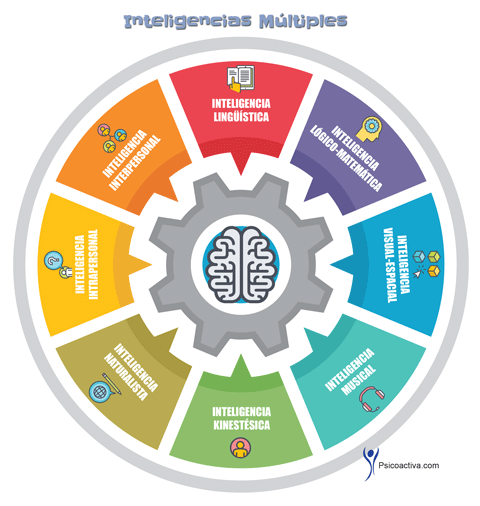 Inteligencias Múltiples
INTELIGENCIA
LINGÜÍSTICA
INTELIGENCIA
LÓGICO-MATEMÁTICA
INTELIGENCIA
VISUAL-ESPACIAL
INTELIGENCIA
MUSICAL
INTELIGENCIA
KINESTÉSICA
INTELIGENCIA
NATURALISTA
INTELIGENCIA
INTRAPERSONAL
INTELIGENCIA
INTERPERSONAL
Psicoactiva.com